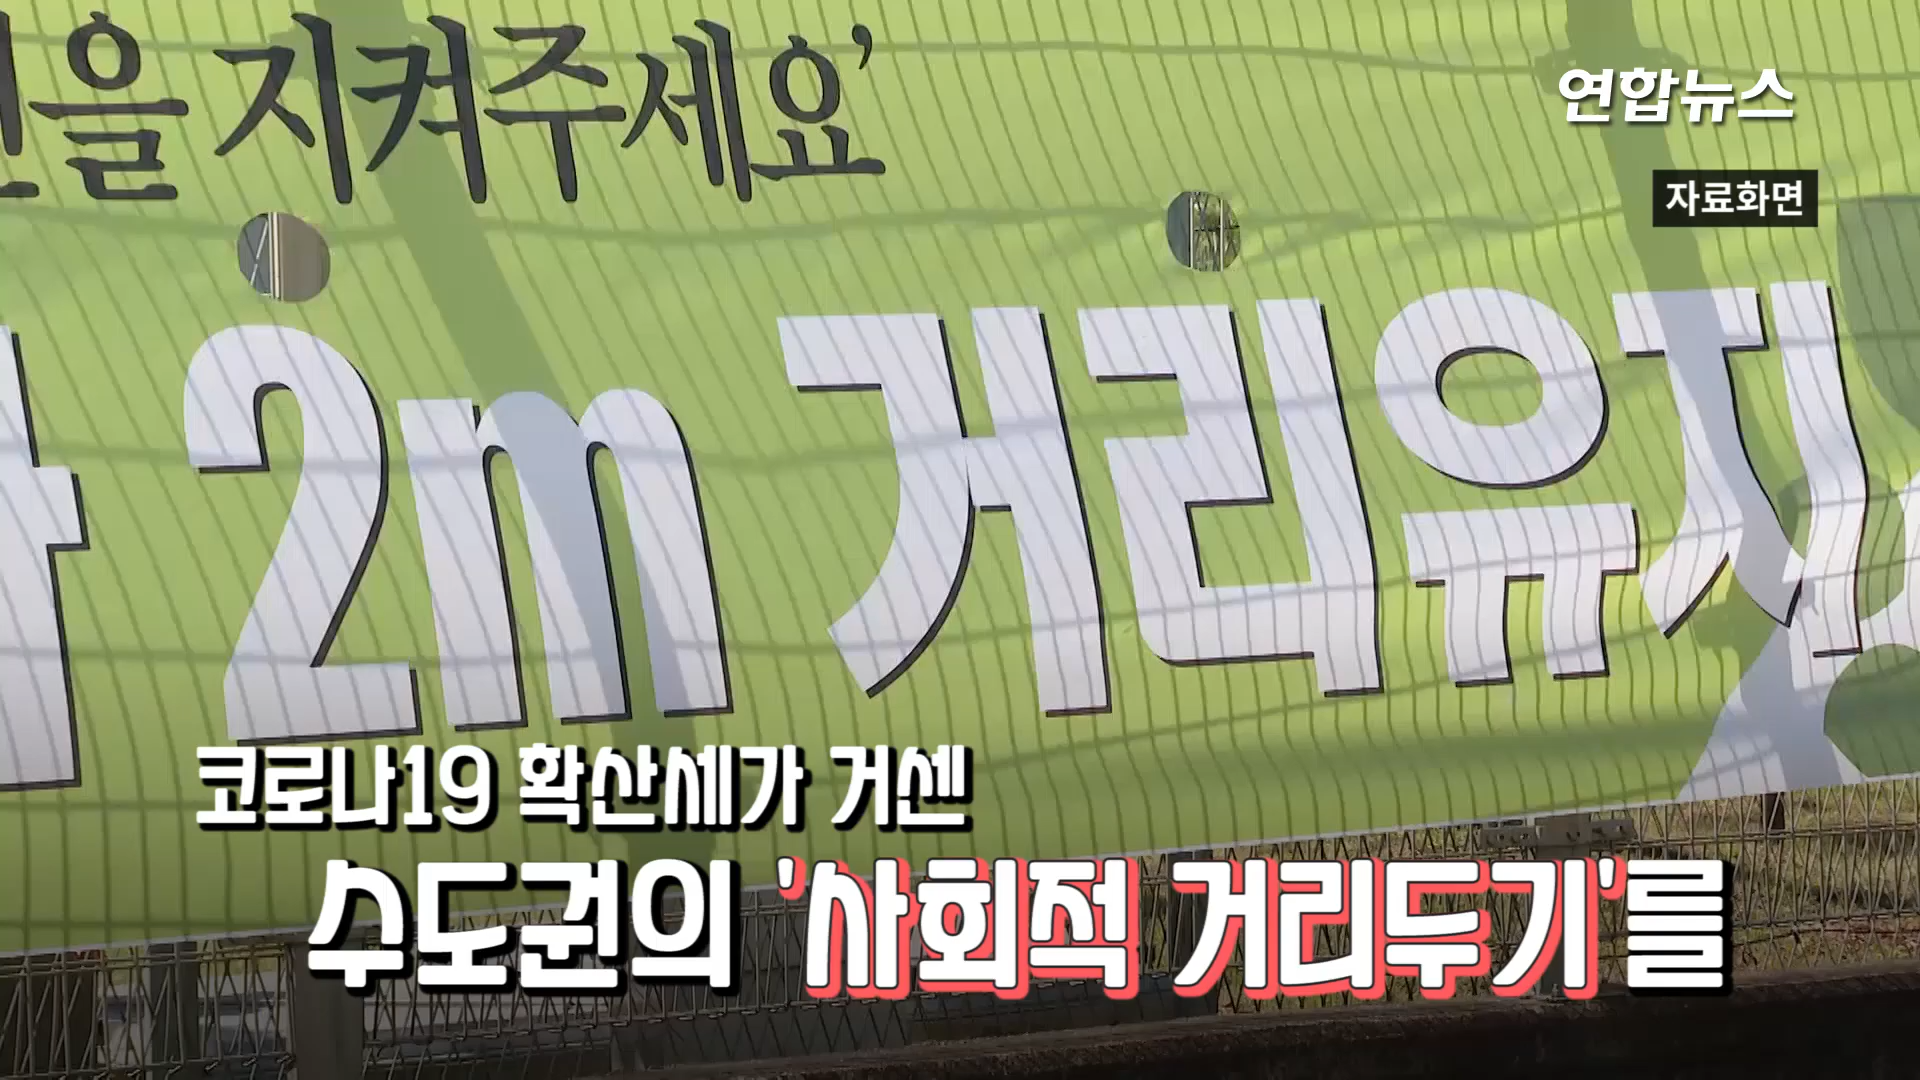 지켜주세요'
연합뉴스
자료화면
2m 거리유지
코로나19 확산세가 거센
수도권의 '사회적 거리두기'를